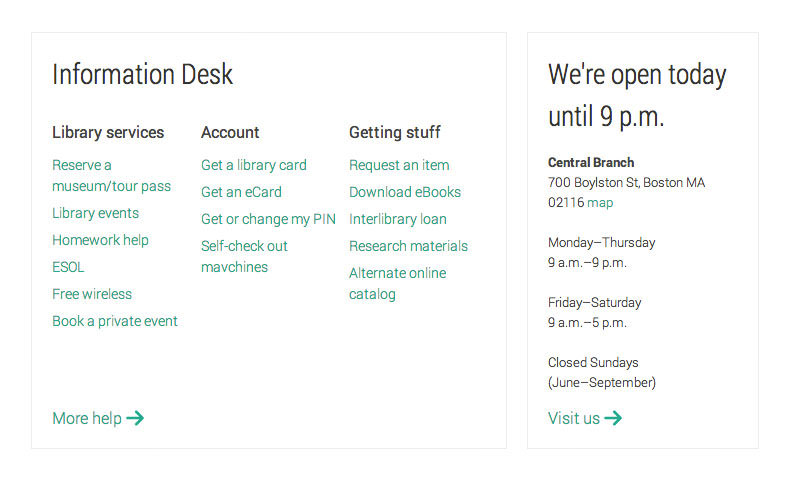 Information Desk
Library services
Reserve a
museum/tour pass
Library events
Homework help
ESOL
Free wireless
Book a private event
Account
Get a library card
Get an eCard
Get or change my PIN
Self-check out
mavchines
Getting stuff
Request an item
Download eBooks
Interlibrary loan
Research materials
Alternate online
catalog
More help →
We're open today
until 9 p.m.
Central Branch
700 Boylston St, Boston MA
02116 map
Monday–Thursday
9 a.m.–9 p.m.
Friday–Saturday
9 a.m.–5 p.m.
Closed Sundays
(June–September)
Visit us →